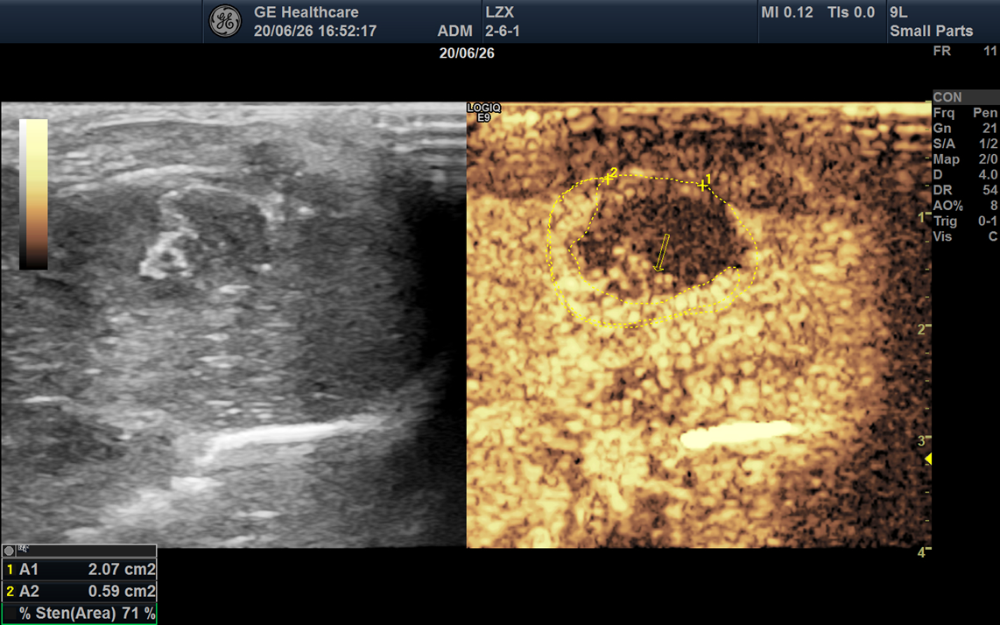 GE Healthcare
20/06/26 16:52:17 ADM
LZX
2-6-1
MI 0.12 TIs 0.0
9L
Small Parts
20/06/26
FR 11
LOGIQ
E9
CON
Frq Pen
Gn 21
S/A 1/2
Map 2/0
D 4.0
DR 54
AO% 8
Trig 0-1
Vis C
2
1
1
2
3
4
1 A1 2.07 cm2
2 A2 0.59 cm2
% Sten(Area) 71 %